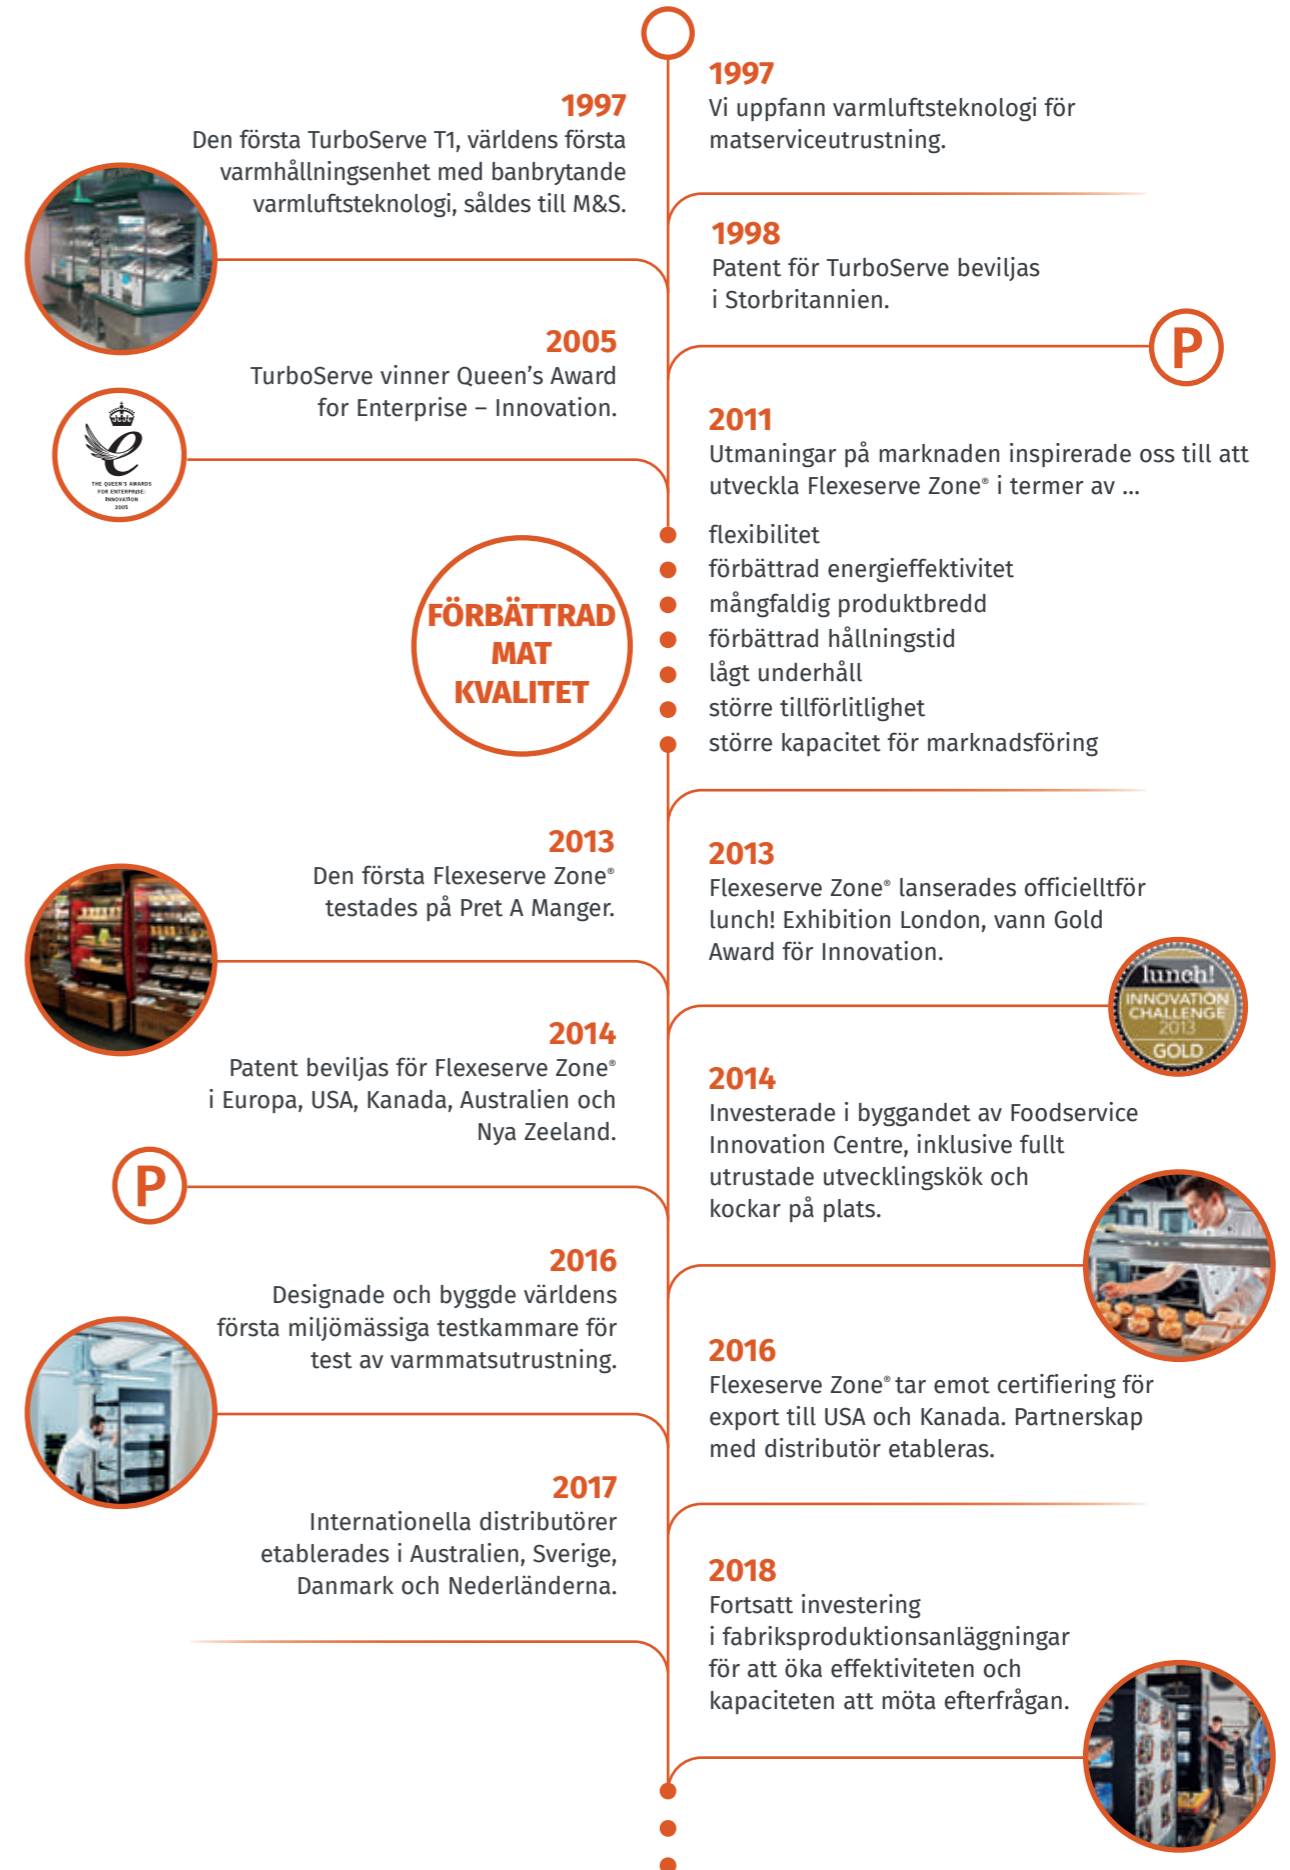 1997
Vi uppfann varmluftsteknologi för
matserviceutrustning.
1997
Den första TurboServe T1, världens första
varmhållningsenhet med banbrytande
varmluftsteknologi, såldes till M&S.
1998
Patent för TurboServe beviljas
i Storbritannien.
P
2005
TurboServe vinner Queen's Award
for Enterprise – Innovation.
e
THE QUEEN'S AWARDS
FOR ENTERPRISE:
INNOVATION
2005
2011
Utmaningar på marknaden inspirerade oss till att
utveckla Flexeserve Zone® i termer av ...
flexibilitet
förbättrad energieffektivitet
mångfaldig produktbredd
förbättrad hållningstid
lågt underhåll
större tillförlitlighet
större kapacitet för marknadsföring
FÖRBÄTTRAD
MAT
KVALITET
2013
Den första Flexeserve Zone®
testades på Pret A Manger.
2013
Flexeserve Zone® lanserades officielltför
lunch! Exhibition London, vann Gold
Award för Innovation.
lunch!
INNOVATION
CHALLENGE
2013
GOLD
2014
Patent beviljas för Flexeserve Zone®
i Europa, USA, Kanada, Australien och
Nya Zeeland.
P
2014
Investerade i byggandet av Foodservice
Innovation Centre, inklusive fullt
utrustade utvecklingskök och
kockar på plats.
2016
Designade och byggde världens
första miljömässiga testkammare för
test av varmmatsutrustning.
2016
Flexeserve Zone® tar emot certifiering för
export till USA och Kanada. Partnerskap
med distributör etableras.
2017
Internationella distributörer
etablerades i Australien, Sverige,
Danmark och Nederländerna.
2018
Fortsatt investering
i fabriksproduktionsanläggningar
för att öka effektiviteten och
kapaciteten att möta efterfrågan.